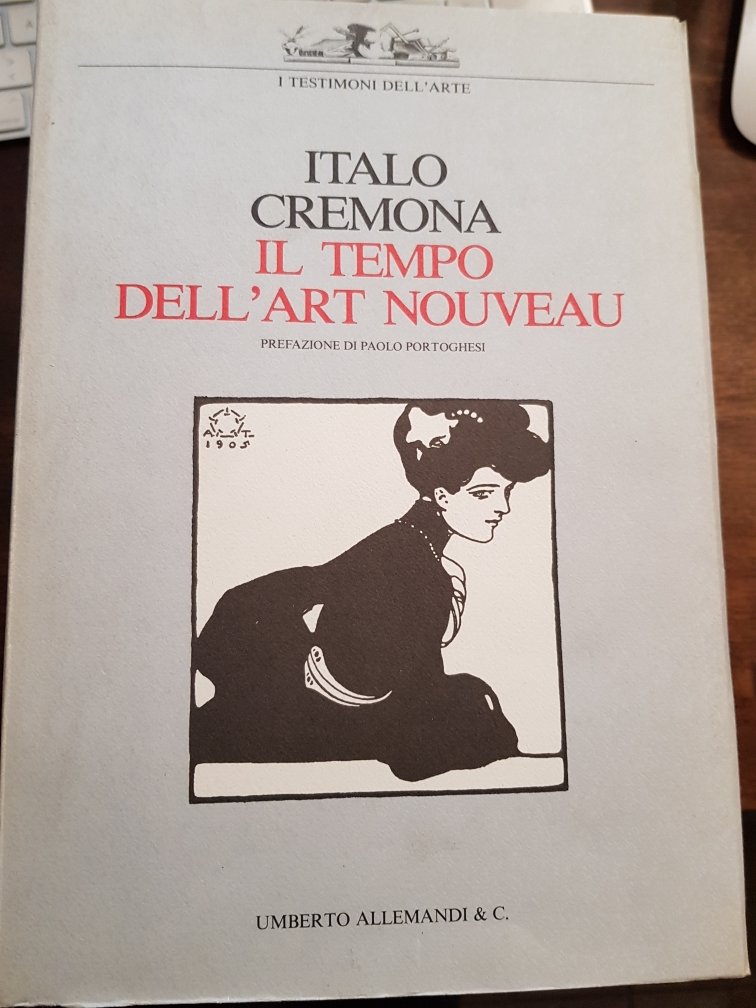 I TESTIMONI DELL'ARTE
ITALO
CREMONA
IL TEMPO
DELL'ART NOUVEAU
PREFAZIONE DI PAOLO PORTOGHESI
A. T.
1905
UMBERTO ALLEMANDI & C.